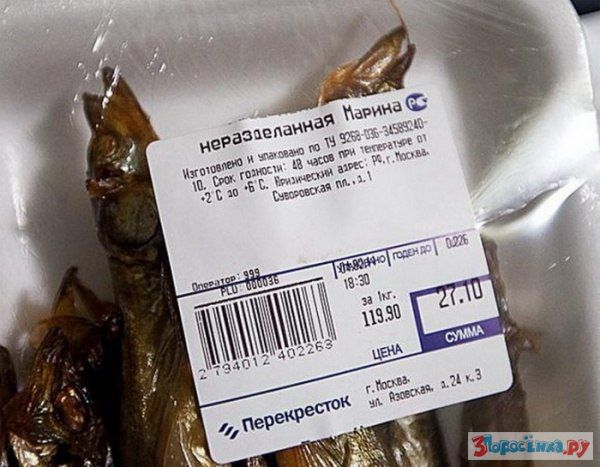 неразделанная Марина РСТ
Изготовлено и упаковано по ТУ 9268-036-34589240-
10. Срок годности: 48 часов при температуре от
+2°C до +6°C. Юридический адрес: РФ, г. Москва,
Суворовская пл., д.1
Оператор: 999
PLU: 000036
ГОДЕН ДО
0.226
18:30
за 1кг.
119.90
27.10
ЦЕНА
СУММА
2 794012 402263
Перекресток
г. Москва,
ул. Азовская, д. 24 к. 3
3Поросёнка.ру